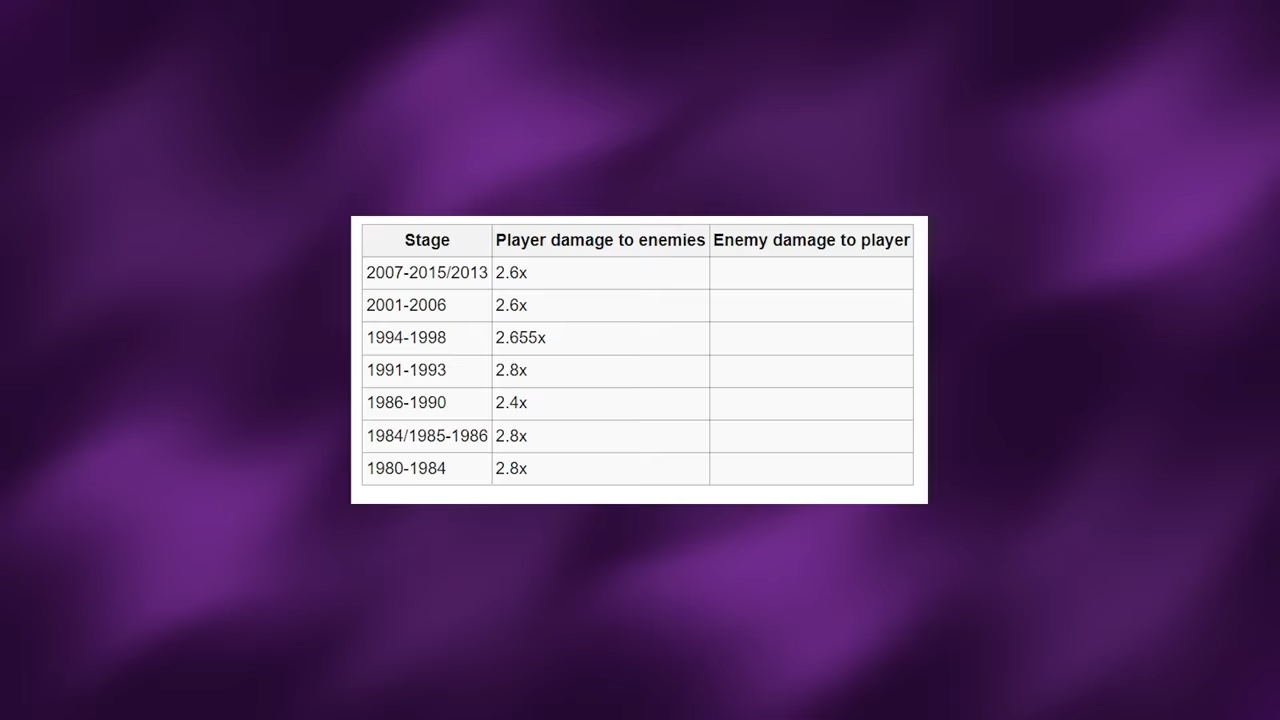 Stage Player damage to enemies Enemy damage to player
2007-2015/2013 2.6x
2001-2006 2.6x
1994-1998 2.655x
1991-1993 2.8x
1986-1990 2.4x
1984/1985-1986 2.8x
1980-1984 2.8x